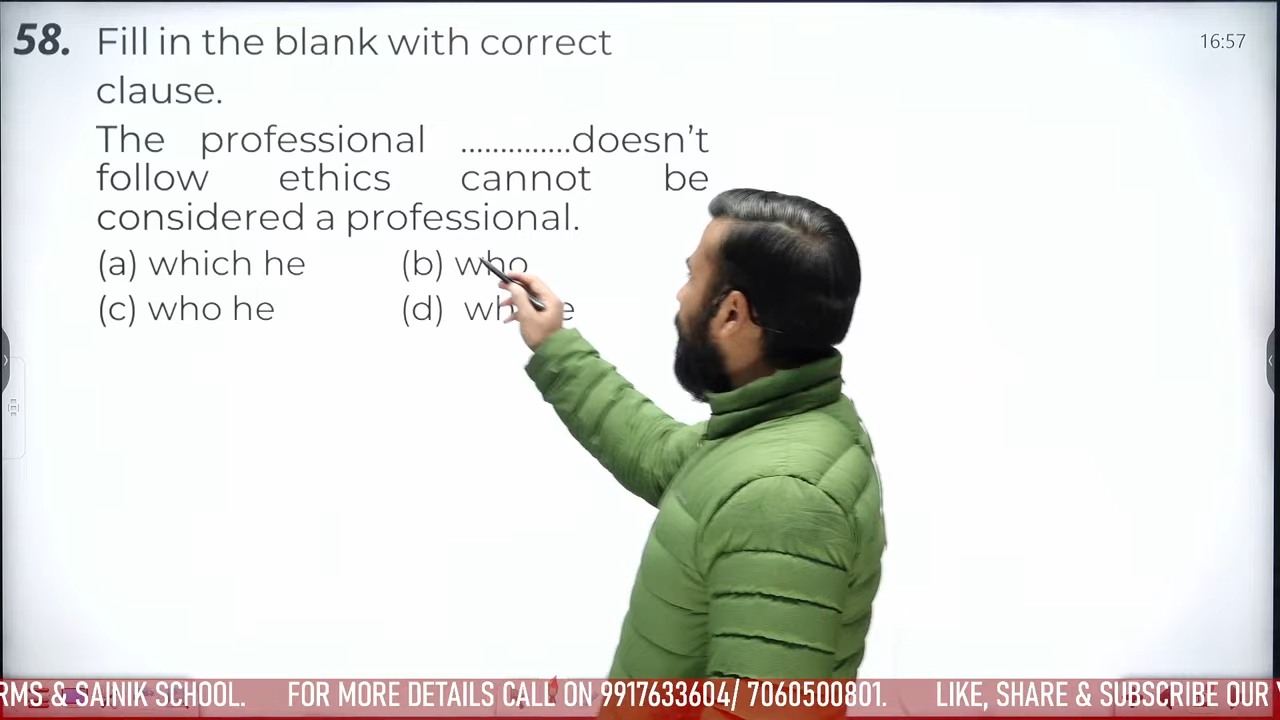 58. Fill in the blank with correct
16:57
clause.
The professional ..............doesn't
follow ethics cannot be
considered a professional.
(a) which he (b) who
(c) who he (d)
RMS & SAINIK SCHOOL. FOR MORE DETAILS CALL ON 9917633604/ 7060500801. LIKE, SHARE & SUBSCRIBE OUR